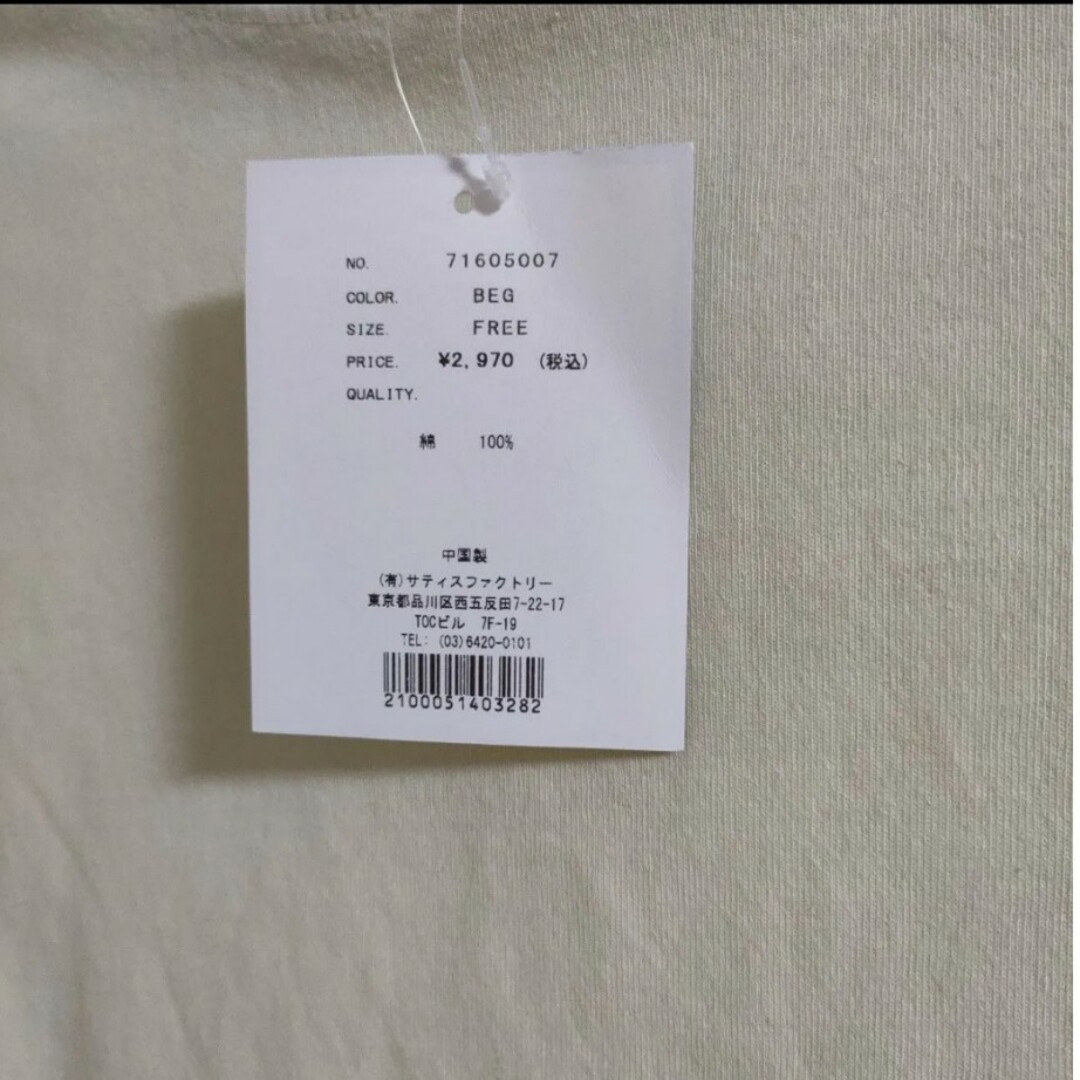 NO. 71605007
COLOR. BEG
SIZE. FREE
PRICE. ¥2,970 (税込)
QUALITY.
綿 100%
中国製
(有)サティスファクトリー
東京都品川区西五反田7-22-17
TOCビル 7F-19
TEL: (03)6420-0101
2100051403282